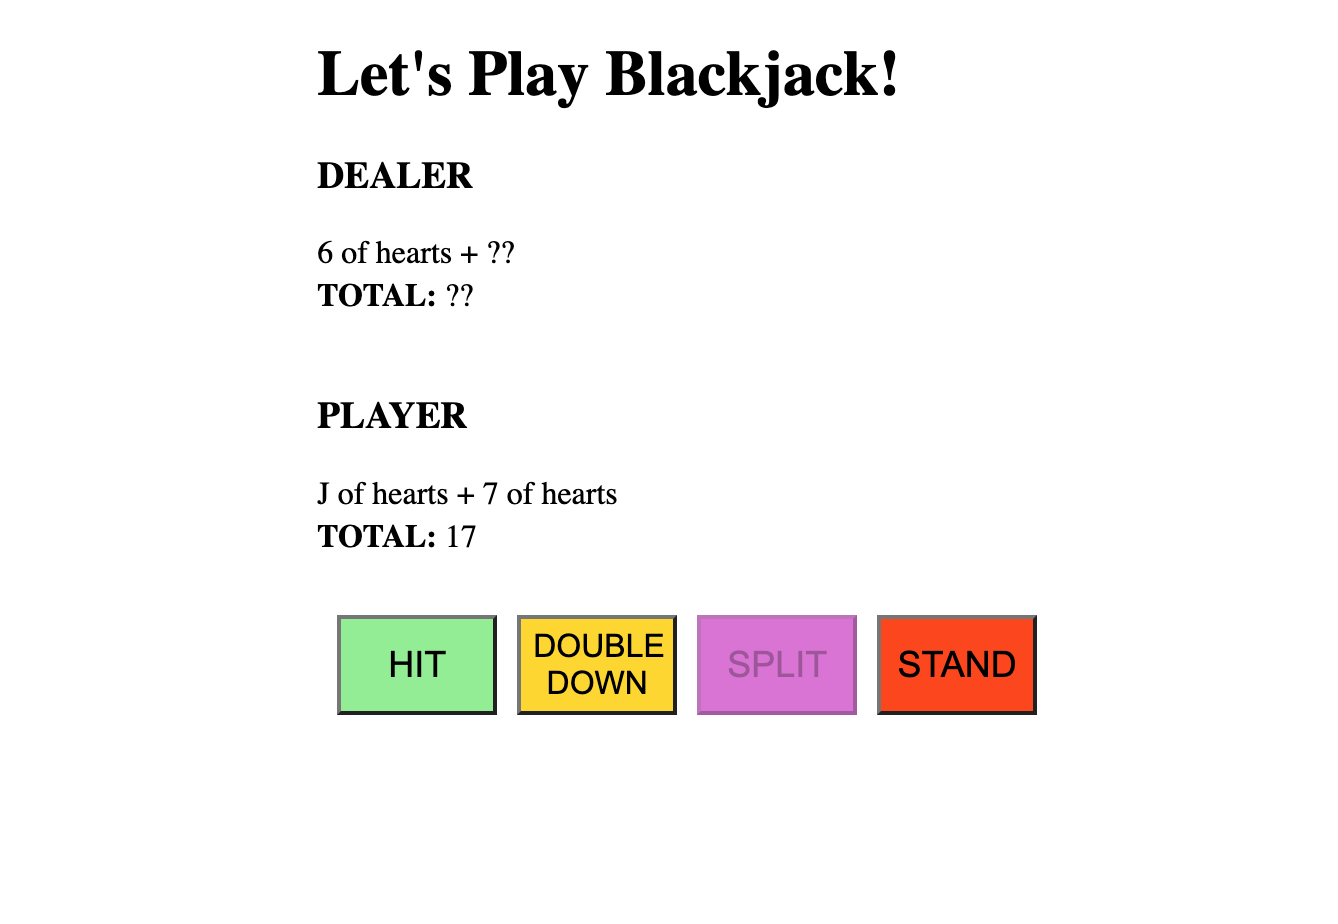 Let's Play Blackjack!
DEALER
6 of hearts + ??
TOTAL: ??
PLAYER
J of hearts + 7 of hearts
TOTAL: 17
HIT
DOUBLE
DOWN
SPLIT
STAND